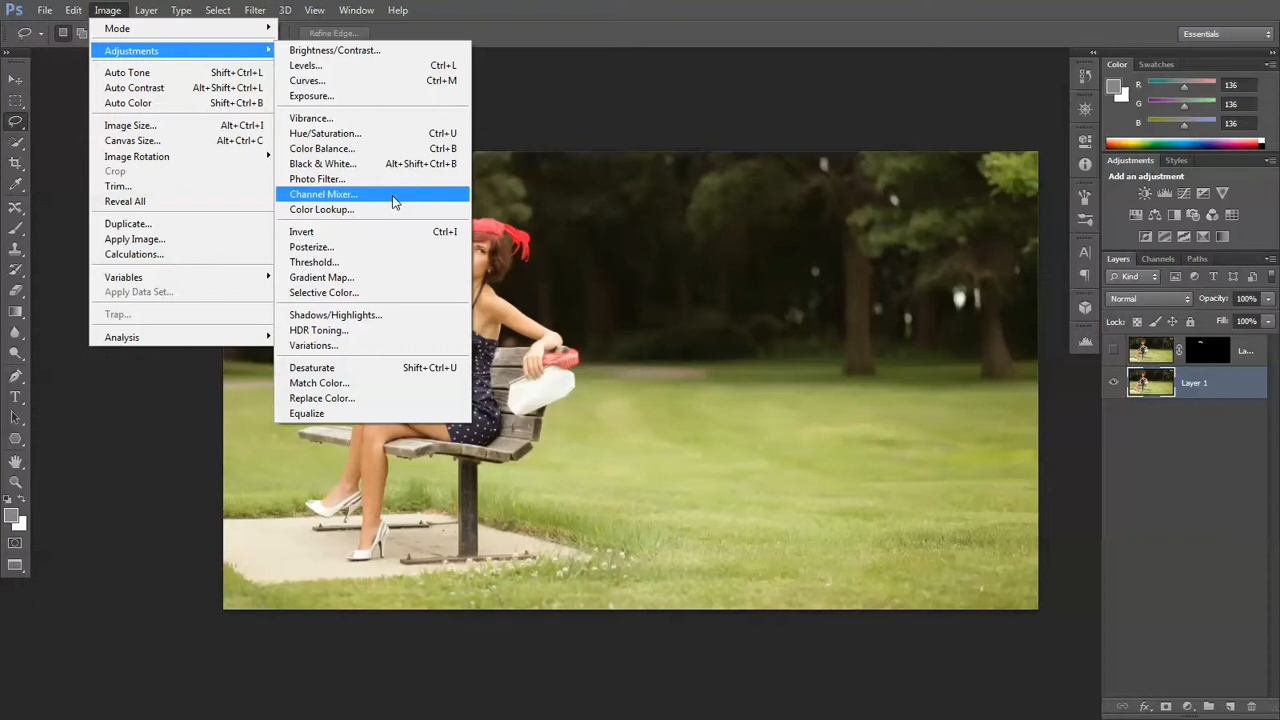 Ps File Edit Image Layer Type Select Filter 3D View Window Help
Refine Edge...
Essentials
Mode
Adjustments
Auto Tone Shift+Ctrl+L
Auto Contrast Alt+Shift+Ctrl+L
Auto Color Shift+Ctrl+B
Image Size... Alt+Ctrl+I
Canvas Size... Alt+Ctrl+C
Image Rotation
Crop
Trim...
Reveal All
Duplicate...
Apply Image...
Calculations...
Variables
Apply Data Set...
Trap...
Analysis
Brightness/Contrast...
Levels... Ctrl+L
Curves... Ctrl+M
Exposure...
Vibrance...
Hue/Saturation... Ctrl+U
Color Balance... Ctrl+B
Black & White... Alt+Shift+Ctrl+B
Photo Filter...
Channel Mixer...
Color Lookup...
Invert Ctrl+I
Posterize...
Threshold...
Gradient Map...
Selective Color...
Shadows/Highlights...
HDR Toning...
Variations...
Desaturate Shift+Ctrl+U
Match Color...
Replace Color...
Equalize
Color Swatches
R 136
G 136
B 136
Adjustments Styles
Add an adjustment
Layers Channels Paths
Kind
Normal Opacity: 100%
Lock: Fill: 100%
La...
Layer 1